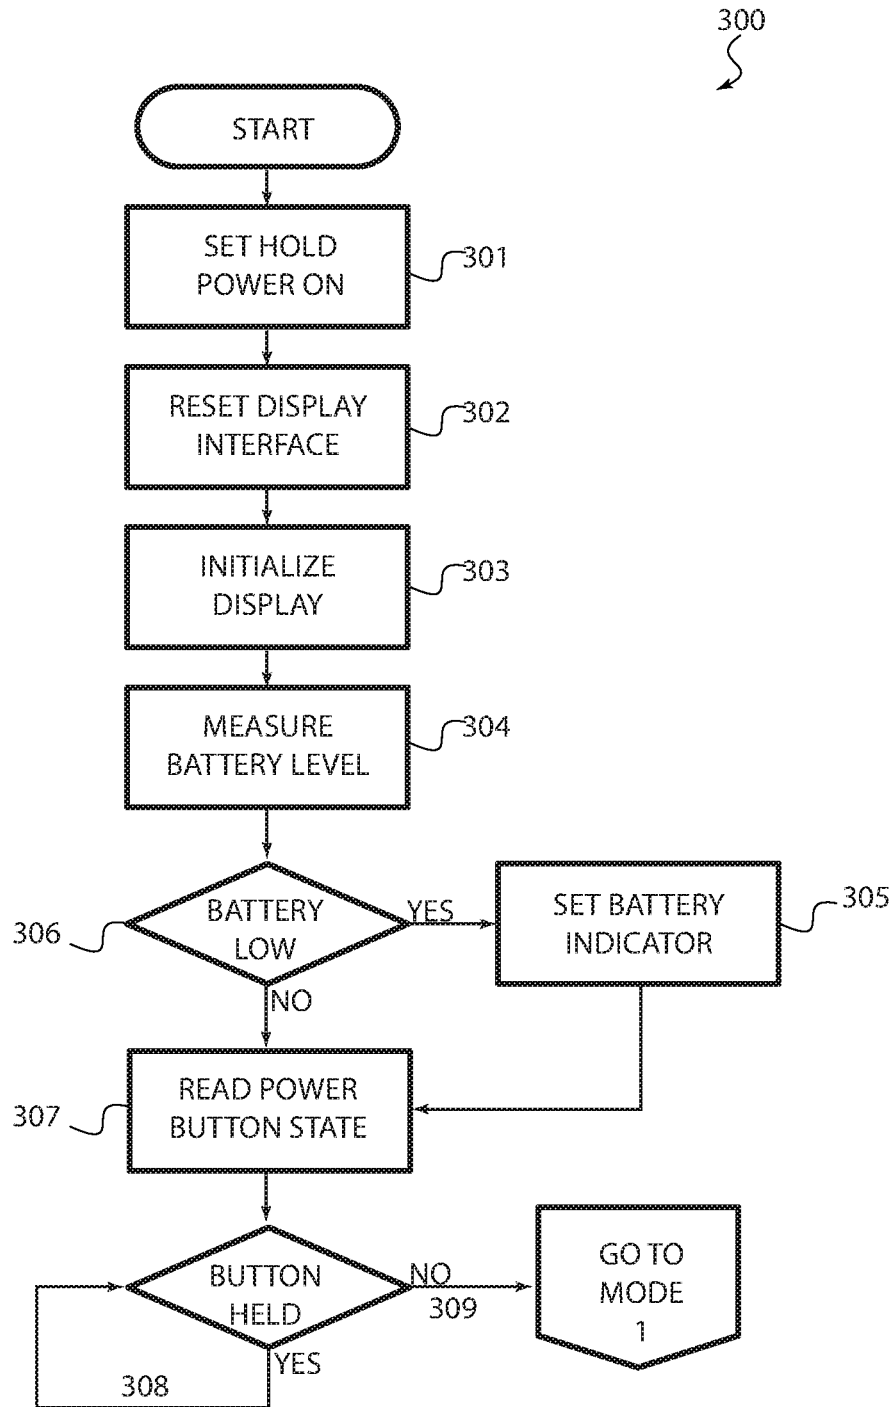 300
START
SET HOLD
POWER ON
301
RESET DISPLAY
INTERFACE
302
INITIALIZE
DISPLAY
303
MEASURE
BATTERY LEVEL
304
306
BATTERY
LOW
YES
SET BATTERY
INDICATOR
305
NO
307
READ POWER
BUTTON STATE
BUTTON
HELD
NO
309
GO TO
MODE
1
YES
308